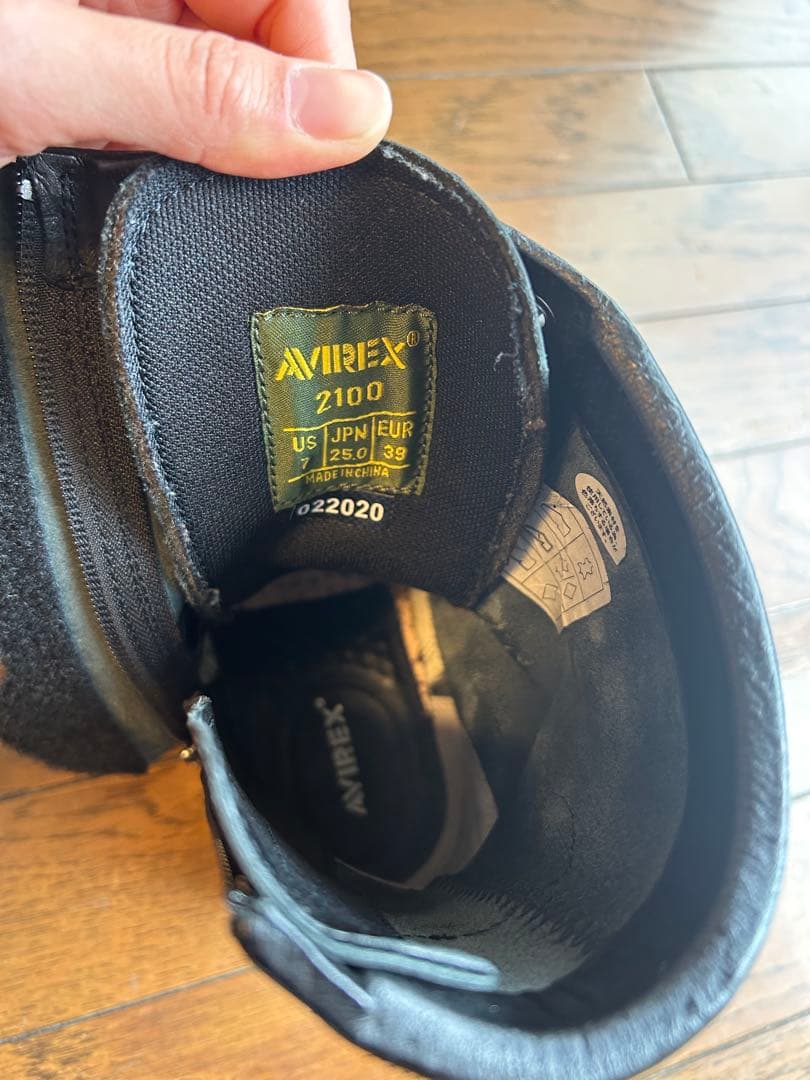 AVIREX®
2100
US JPN EUR
7 25.0 39
MADE IN CHINA
022020
AVIREX